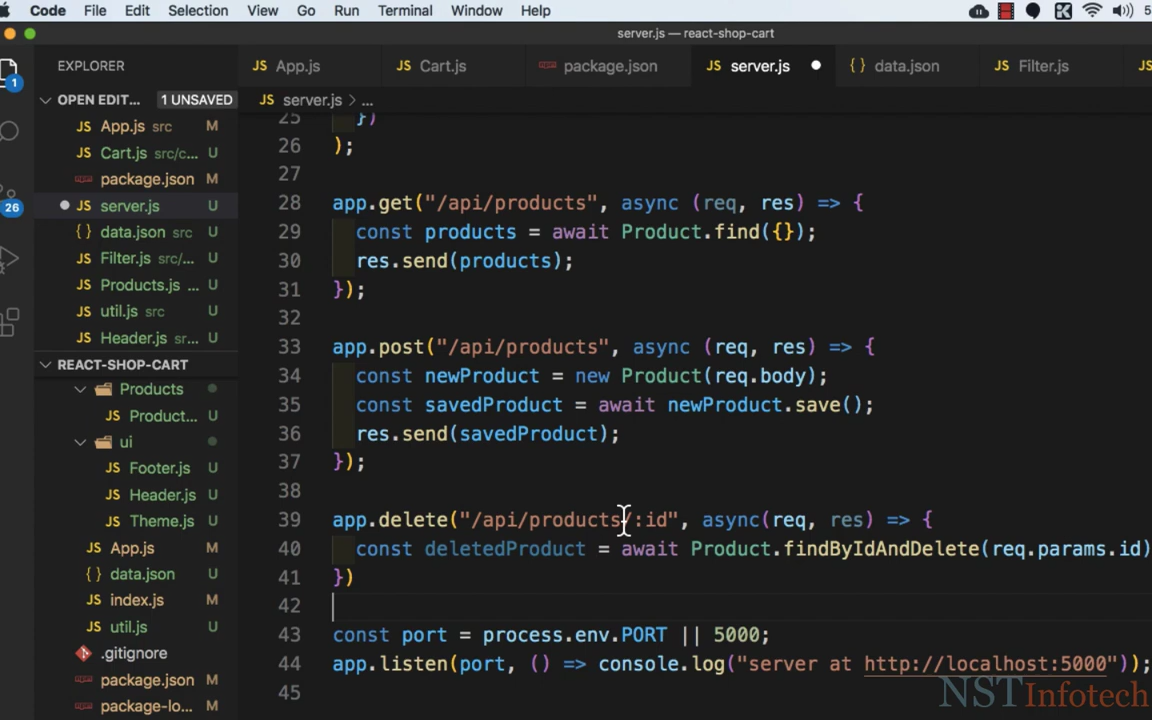 Code File Edit Selection View Go Run Terminal Window Help 5
server.js — react-shop-cart
EXPLORER
JS App.js JS Cart.js package.json JS server.js {} data.json JS Filter.js JS
1
OPEN EDIT... 1 UNSAVED
JS server.js > ...
JS App.js src M
JS Cart.js src/c... U
package.json M
JS server.js U
{} data.json src U
JS Filter.js src/... U
JS Products.js ... U
JS util.js src U
JS Header.js sr... U
26
REACT-SHOP-CART
Products
JS Product... U
ui
JS Footer.js U
JS Header.js U
JS Theme.js U
JS App.js M
{} data.json U
JS index.js M
JS util.js U
.gitignore
package.json M
package-lo... M
25 })
26 );
27
28 app.get("/api/products", async (req, res) => {
29 const products = await Product.find({});
30 res.send(products);
31 });
32
33 app.post("/api/products", async (req, res) => {
34 const newProduct = new Product(req.body);
35 const savedProduct = await newProduct.save();
36 res.send(savedProduct);
37 });
38
39 app.delete("/api/products/:id", async(req, res) => {
40 const deletedProduct = await Product.findByIdAndDelete(req.params.id)
41 })
42
43 const port = process.env.PORT || 5000;
44 app.listen(port, () => console.log("server at http://localhost:5000"));
45
NSTInfotech